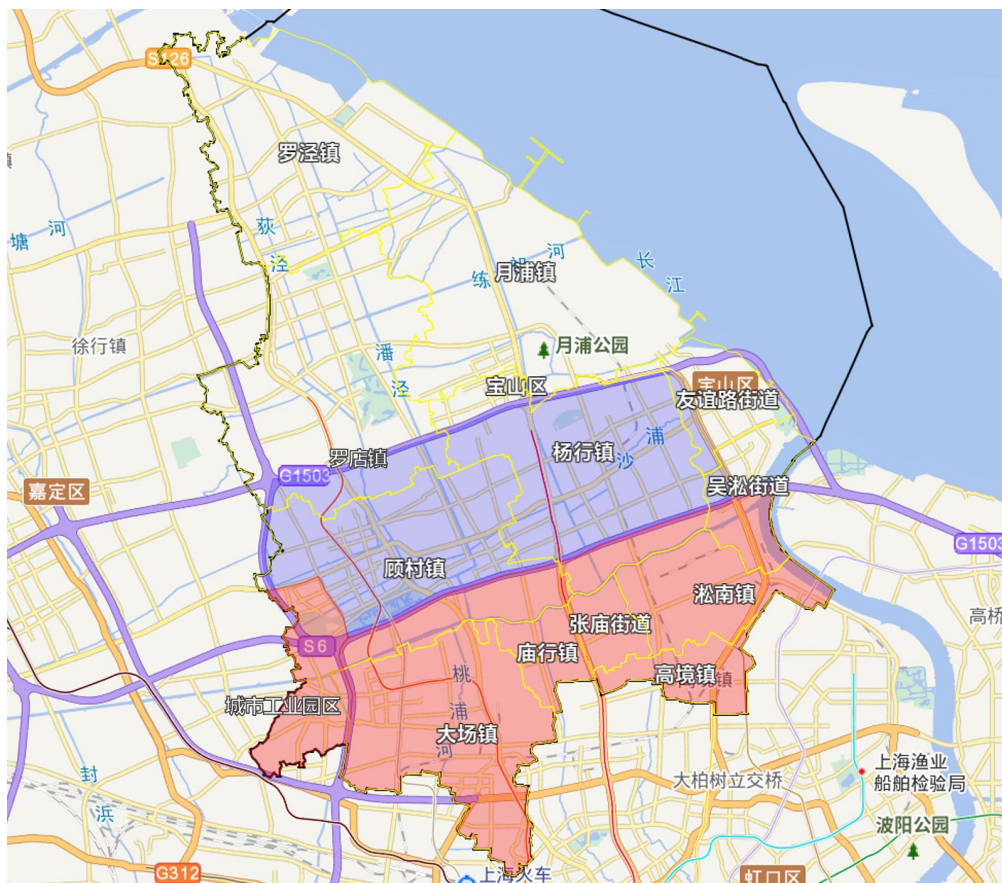 S126
罗泾镇
镇
塘河
荻泾
长江
练祁河
月浦镇
徐行镇
潘泾
月浦公园
宝山区
宝山区
友谊路街道
杨行镇
浦
沙
罗店镇
G1503
嘉定区
吴淞街道
G1503
顾村镇
淞南镇
高桥
张庙街道
S6
庙行镇
高境镇
桃浦河
城市工业园区
大场镇
封浜
大柏树立交桥
上海渔业
船舶检验局
波阳公园
G312
上海火车
虹口区